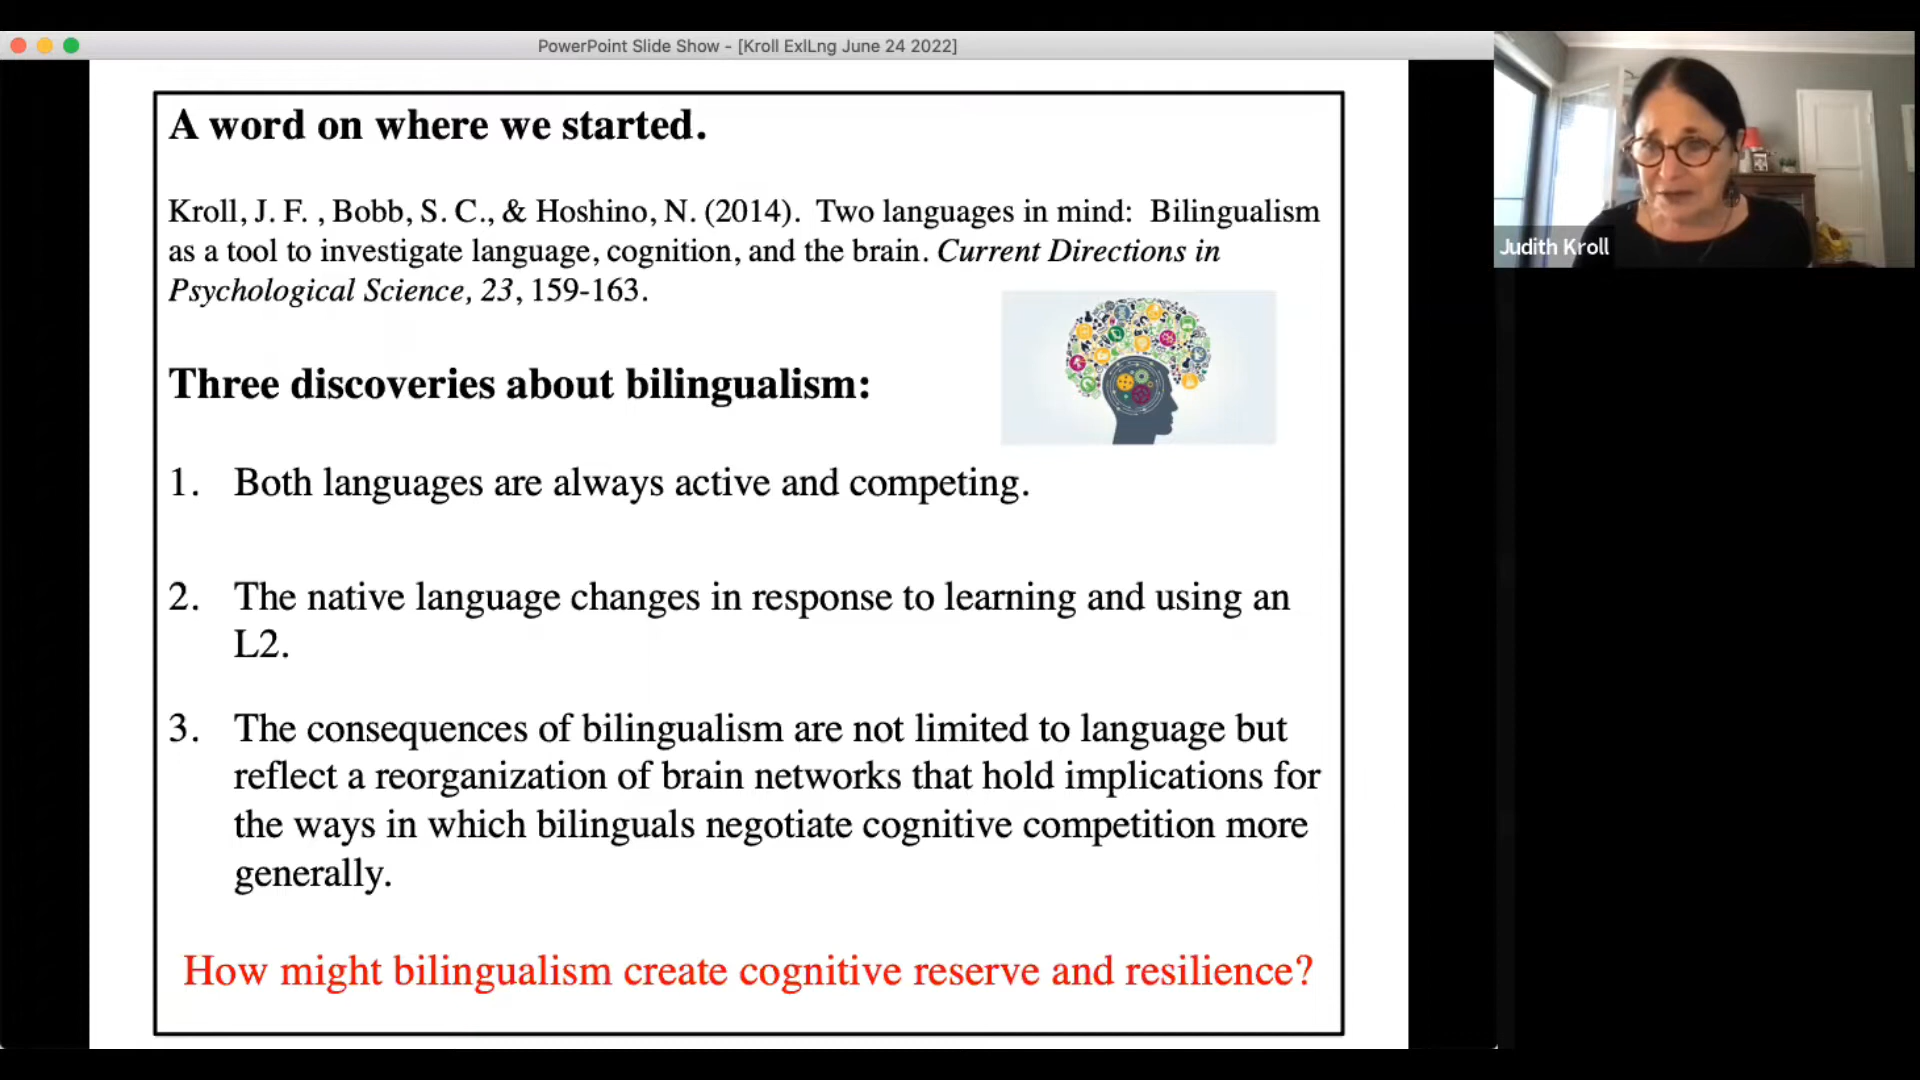 PowerPoint Slide Show - [Kroll ExlLng June 24 2022]
A word on where we started.
Kroll, J. F. , Bobb, S. C., & Hoshino, N. (2014).  Two languages in mind:  Bilingualism
as a tool to investigate language, cognition, and the brain. Current Directions in
Psychological Science, 23, 159-163.
Three discoveries about bilingualism:
1. Both languages are always active and competing.
2. The native language changes in response to learning and using an
L2.
3. The consequences of bilingualism are not limited to language but
reflect a reorganization of brain networks that hold implications for
the ways in which bilinguals negotiate cognitive competition more
generally.
How might bilingualism create cognitive reserve and resilience?
Judith Kroll